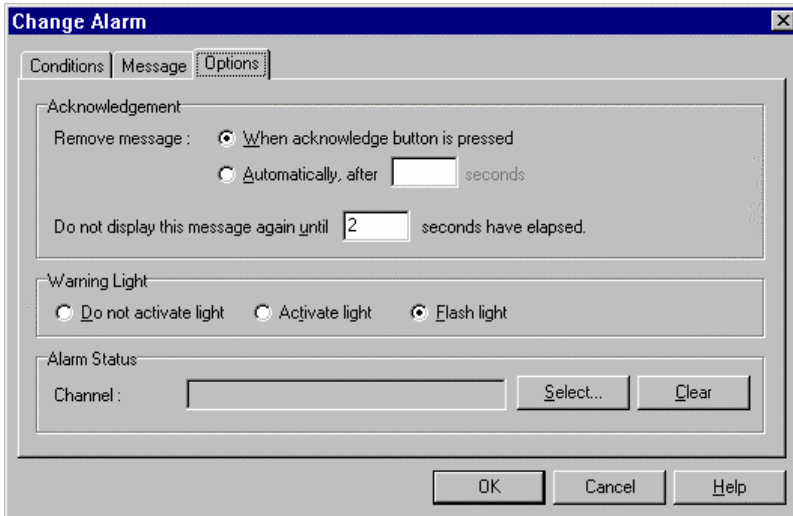 Change Alarm
Conditions Message Options
Acknowledgement
Remove message : When acknowledge button is pressed
Automatically, after seconds
Do not display this message again until 2 seconds have elapsed.
Warning Light
Do not activate light Activate light Flash light
Alarm Status
Channel : Select... Clear
OK Cancel Help